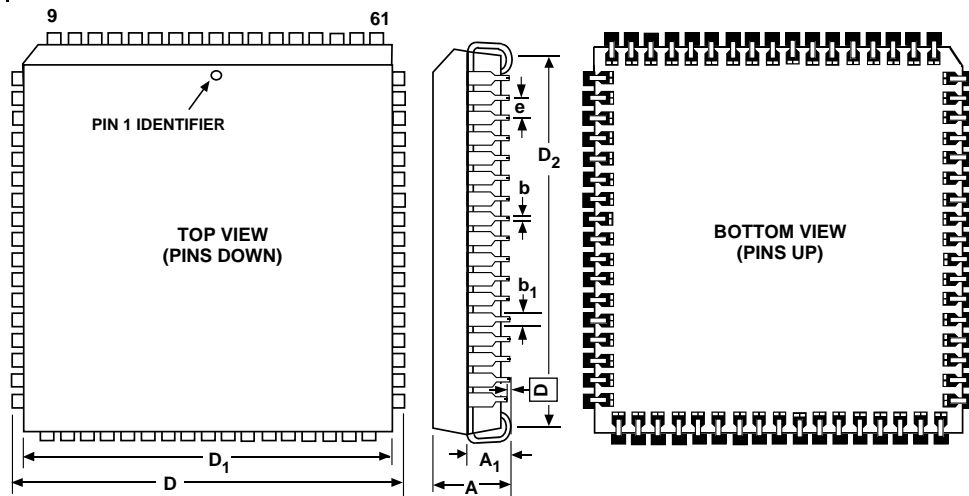 9
61
PIN 1 IDENTIFIER
TOP VIEW
(PINS DOWN)
D₁
D
e
D₂
b
b₁
D
A₁
A
BOTTOM VIEW
(PINS UP)